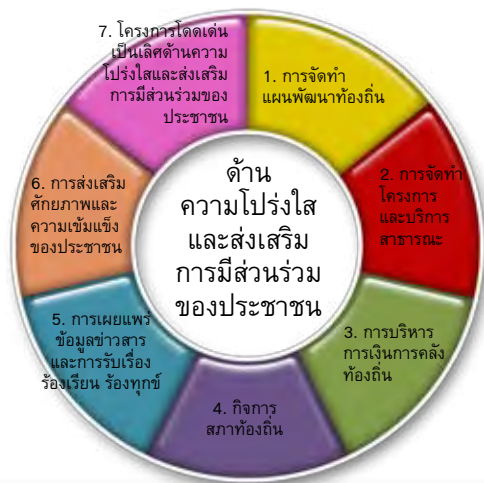 7. โครงการโดดเด่น
เป็นเลิศด้านความ
โปร่งใสและส่งเสริม
การมีส่วนร่วมของ
ประชาชน
1. การจัดทำ
แผนพัฒนาท้องถิ่น
2. การจัดทำ
โครงการ
และบริการ
สาธารณะ
3. การบริหาร
การเงินการคลัง
ท้องถิ่น
4. กิจการ
สภาท้องถิ่น
5. การเผยแพร่
ข้อมูลข่าวสาร
และการรับเรื่อง
ร้องเรียน ร้องทุกข์
6. การส่งเสริม
ศักยภาพและ
ความเข้มแข็ง
ของประชาชน
ด้าน
ความโปร่งใส
และส่งเสริม
การมีส่วนร่วม
ของประชาชน